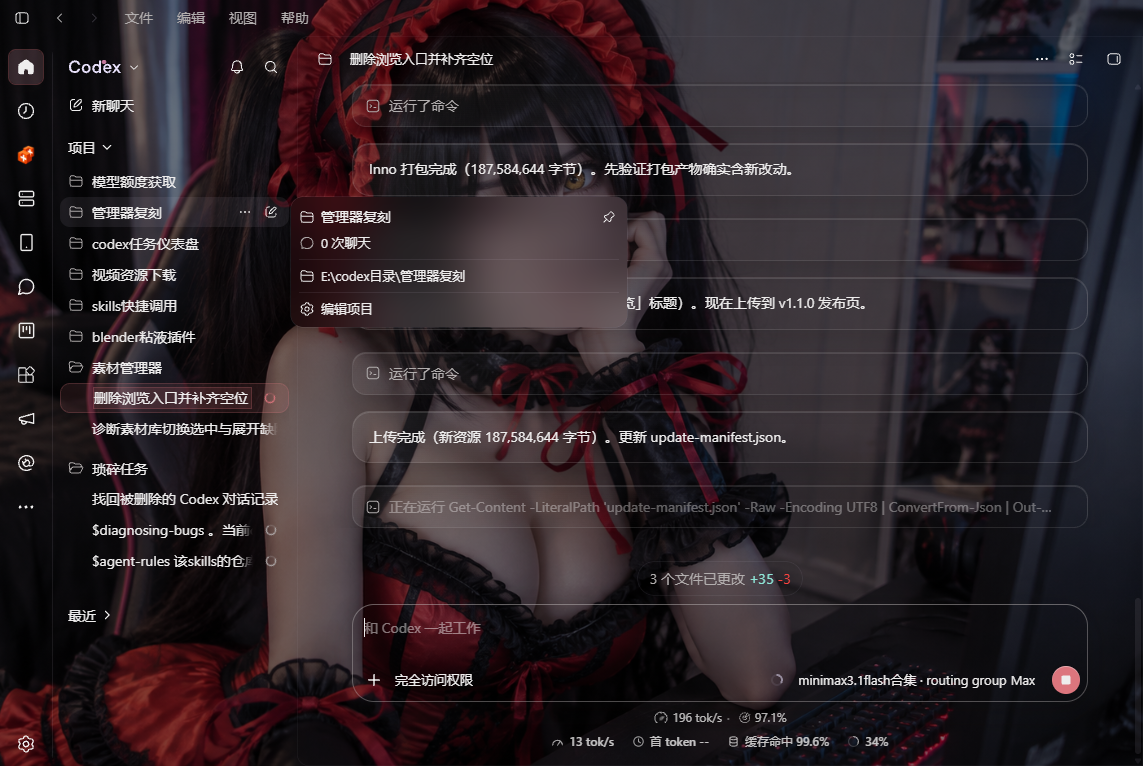 文件 编辑 视图 帮助
Codex
新聊天
项目
模型额度获取
管理器复刻
codex任务仪表盘
视频资源下载
skills快捷调用
blender粘液插件
素材管理器
删除浏览入口并补齐空位
诊断素材库切换选中与展开缺
琐碎任务
找回被删除的 Codex 对话记录
$diagnosing-bugs 。当前
$agent-rules 该skills的仓
最近
删除浏览入口并补齐空位
运行了命令
Inno 打包完成（187,584,644 字节）。先验证打包产物确实含新改动。
管理器复刻
0 次聊天
E:\codex目录\管理器复刻
编辑项目
览」标题）。现在上传到 v1.1.0 发布页。
运行了命令
上传完成（新资源 187,584,644 字节）。更新 update-manifest.json。
正在运行 Get-Content -LiteralPath 'update-manifest.json' -Raw -Encoding UTF8 | ConvertFrom-Json | Out-...
3 个文件已更改 +35 -3
和 Codex 一起工作
完全访问权限
minimax3.1flash合集 · routing group Max
196 tok/s · 97.1%
13 tok/s 首 token -- 缓存命中 99.6% 34%